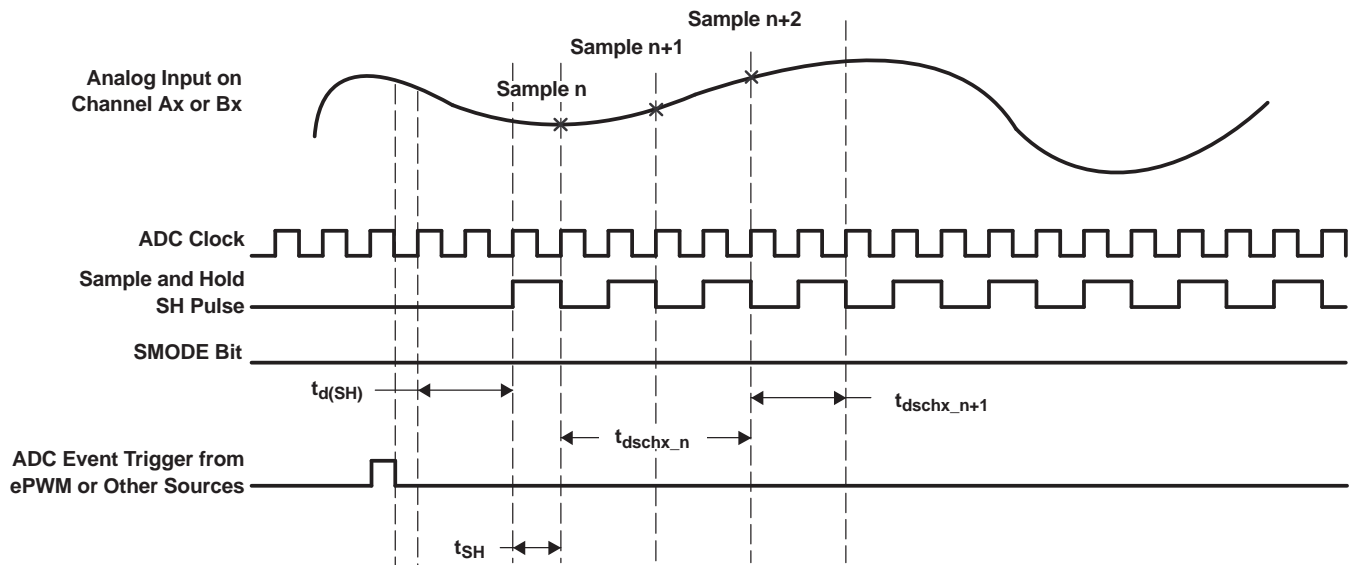 Sample n+2
Sample n+1
Analog Input on
Channel Ax or Bx
Sample n
ADC Clock
Sample and Hold
SH Pulse
SMODE Bit
td(SH)
tdschx_n+1
tdschx_n
ADC Event Trigger from
ePWM or Other Sources
tSH